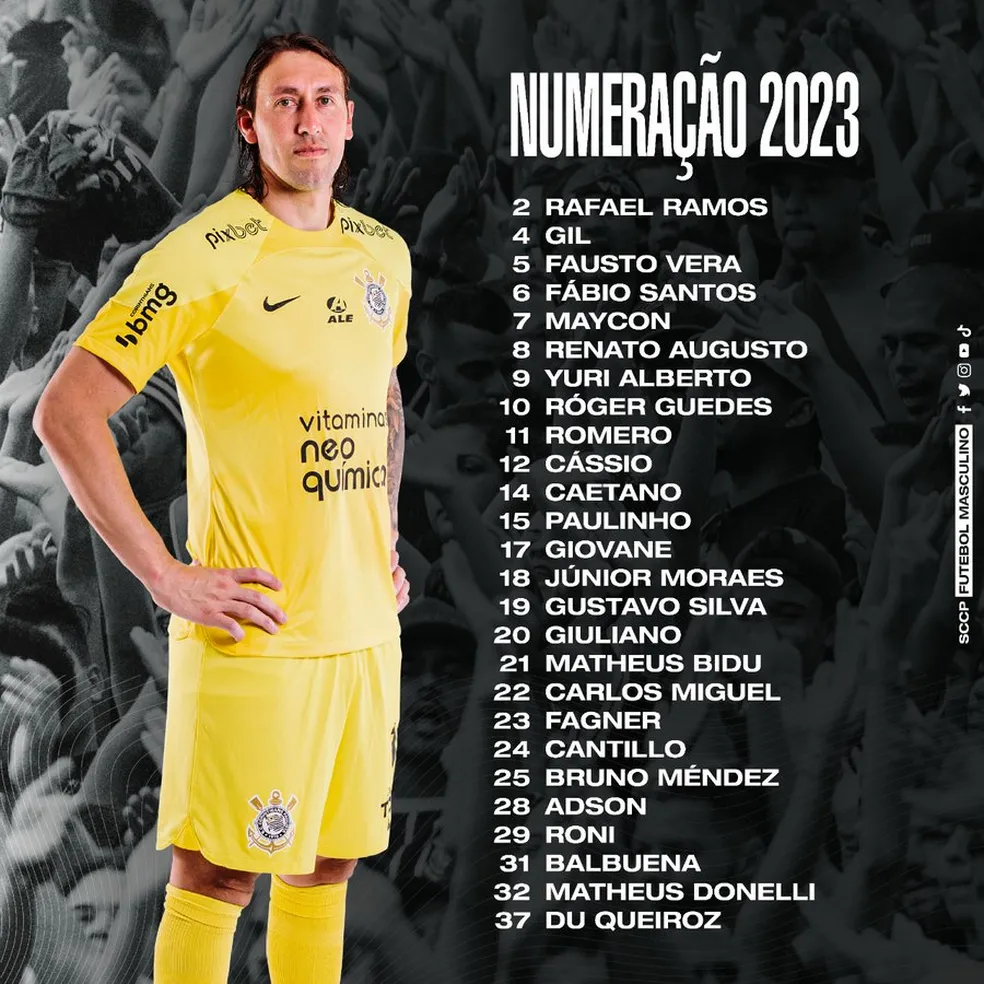 NUMERAÇÃO 2023
2 RAFAEL RAMOS
4 GIL
5 FAUSTO VERA
6 FÁBIO SANTOS
7 MAYCON
8 RENATO AUGUSTO
9 YURI ALBERTO
10 RÓGER GUEDES
11 ROMERO
12 CÁSSIO
14 CAETANO
15 PAULINHO
17 GIOVANE
18 JÚNIOR MORAES
19 GUSTAVO SILVA
20 GIULIANO
21 MATHEUS BIDU
22 CARLOS MIGUEL
23 FAGNER
24 CANTILLO
25 BRUNO MÉNDEZ
28 ADSON
29 RONI
31 BALBUENA
32 MATHEUS DONELLI
37 DU QUEIROZ
SCCP FUTEBOL MASCULINO
pixbet
pixbet
CORINTHIANS
bmg
ALE
vitaminas
neo
química